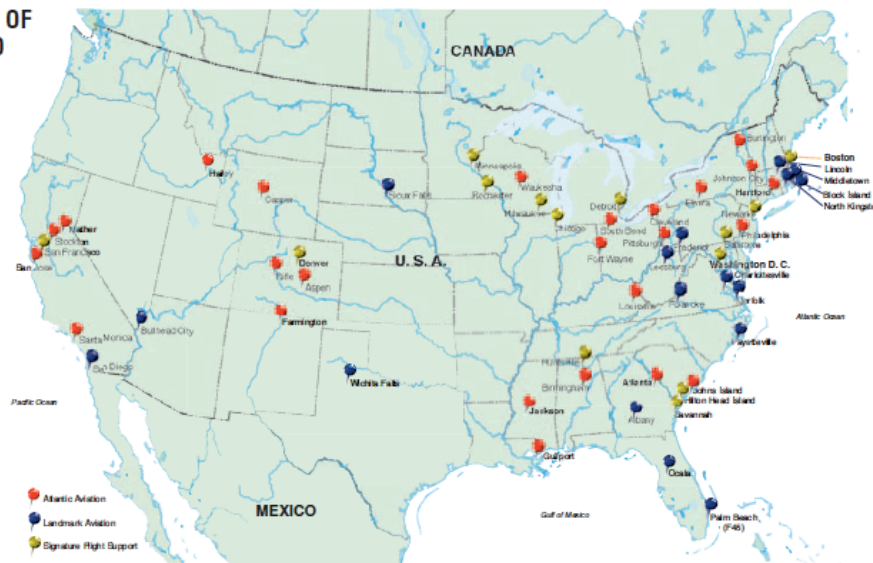 OF
CANADA
Burlington
Boston
Lincoln
Middletown
Block Island
North Kingsto
Minneapolis
Hailey
Johnson City
Hartford
Waukesha
Rochester
Casper
Sioux Falls
Elmira
Detroit
Milwaukee
Newark
Cleveland
Mather
Stockton
San Francisco
San Jose
South Bend
Philadelphia
Pittsburgh
Frederick
Fort Wayne
Denver
U. S. A.
Washington D. C.
Leesburg
Charlottesville
Rifle
Aspen
Louisville
Roanoke
Norfolk
Farmington
Atlantic Ocean
Bullhead City
Santa Monica
Fayetteville
San Diego
Huntsville
Wichita Falls
Birmingham
Atlanta
Johns Island
Hilton Head Island
Savannah
Pacific Ocean
Jackson
Albany
Gulfport
Ocala
Atlantic Aviation
MEXICO
Landmark Aviation
Gulf of Mexico
Palm Beach
(F45)
Signature Flight Support